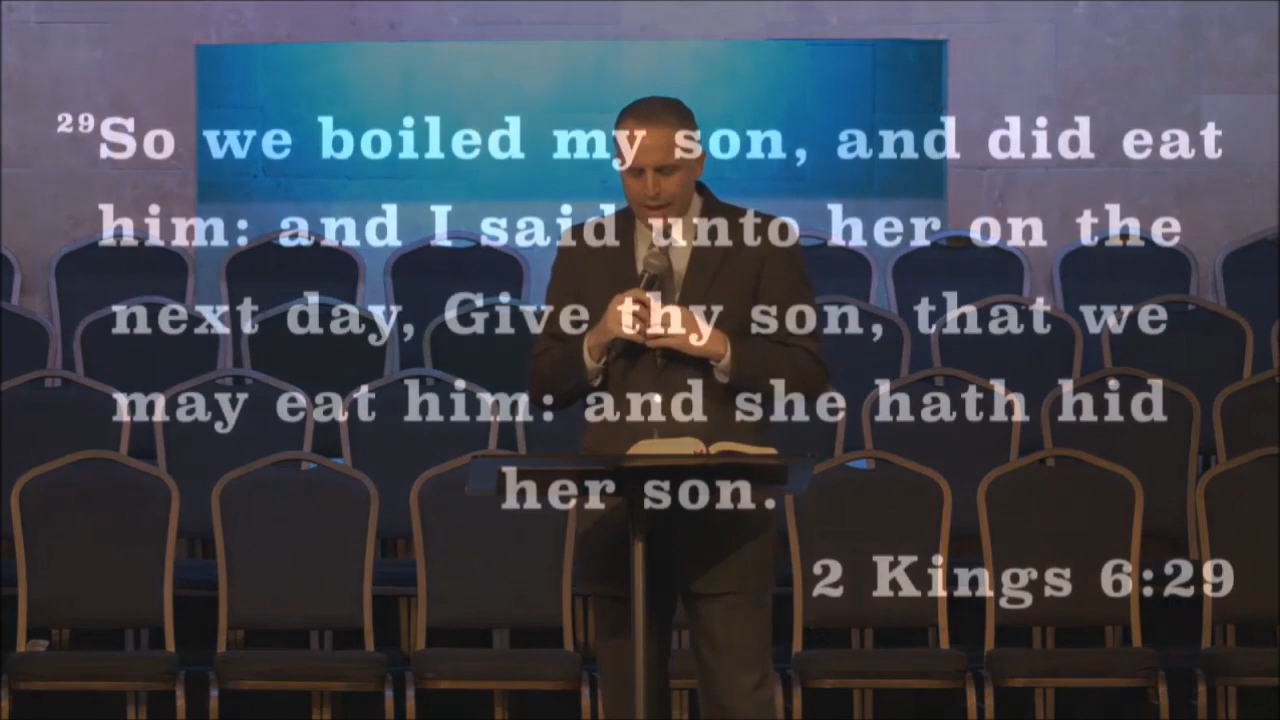 ²⁹So we boiled my son, and did eat
him: and I said unto her on the
next day, Give thy son, that we
may eat him: and she hath hid
her son.
2 Kings 6:29